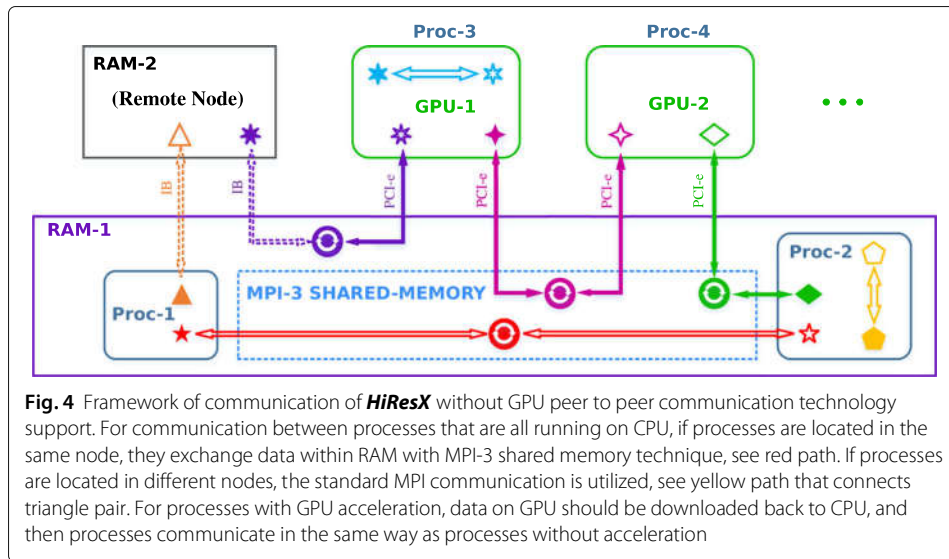 Proc-3
Proc-4
RAM-2
(Remote Node)
GPU-1
GPU-2
IB
IB
PCI-e
PCI-e
PCI-e
PCI-e
RAM-1
Proc-2
MPI-3 SHARED-MEMORY
Proc-1
Fig. 4 Framework of communication of HiResX without GPU peer to peer communication technology
support. For communication between processes that are all running on CPU, if processes are located in the
same node, they exchange data within RAM with MPI-3 shared memory technique, see red path. If processes
are located in different nodes, the standard MPI communication is utilized, see yellow path that connects
triangle pair. For processes with GPU acceleration, data on GPU should be downloaded back to CPU, and
then processes communicate in the same way as processes without acceleration